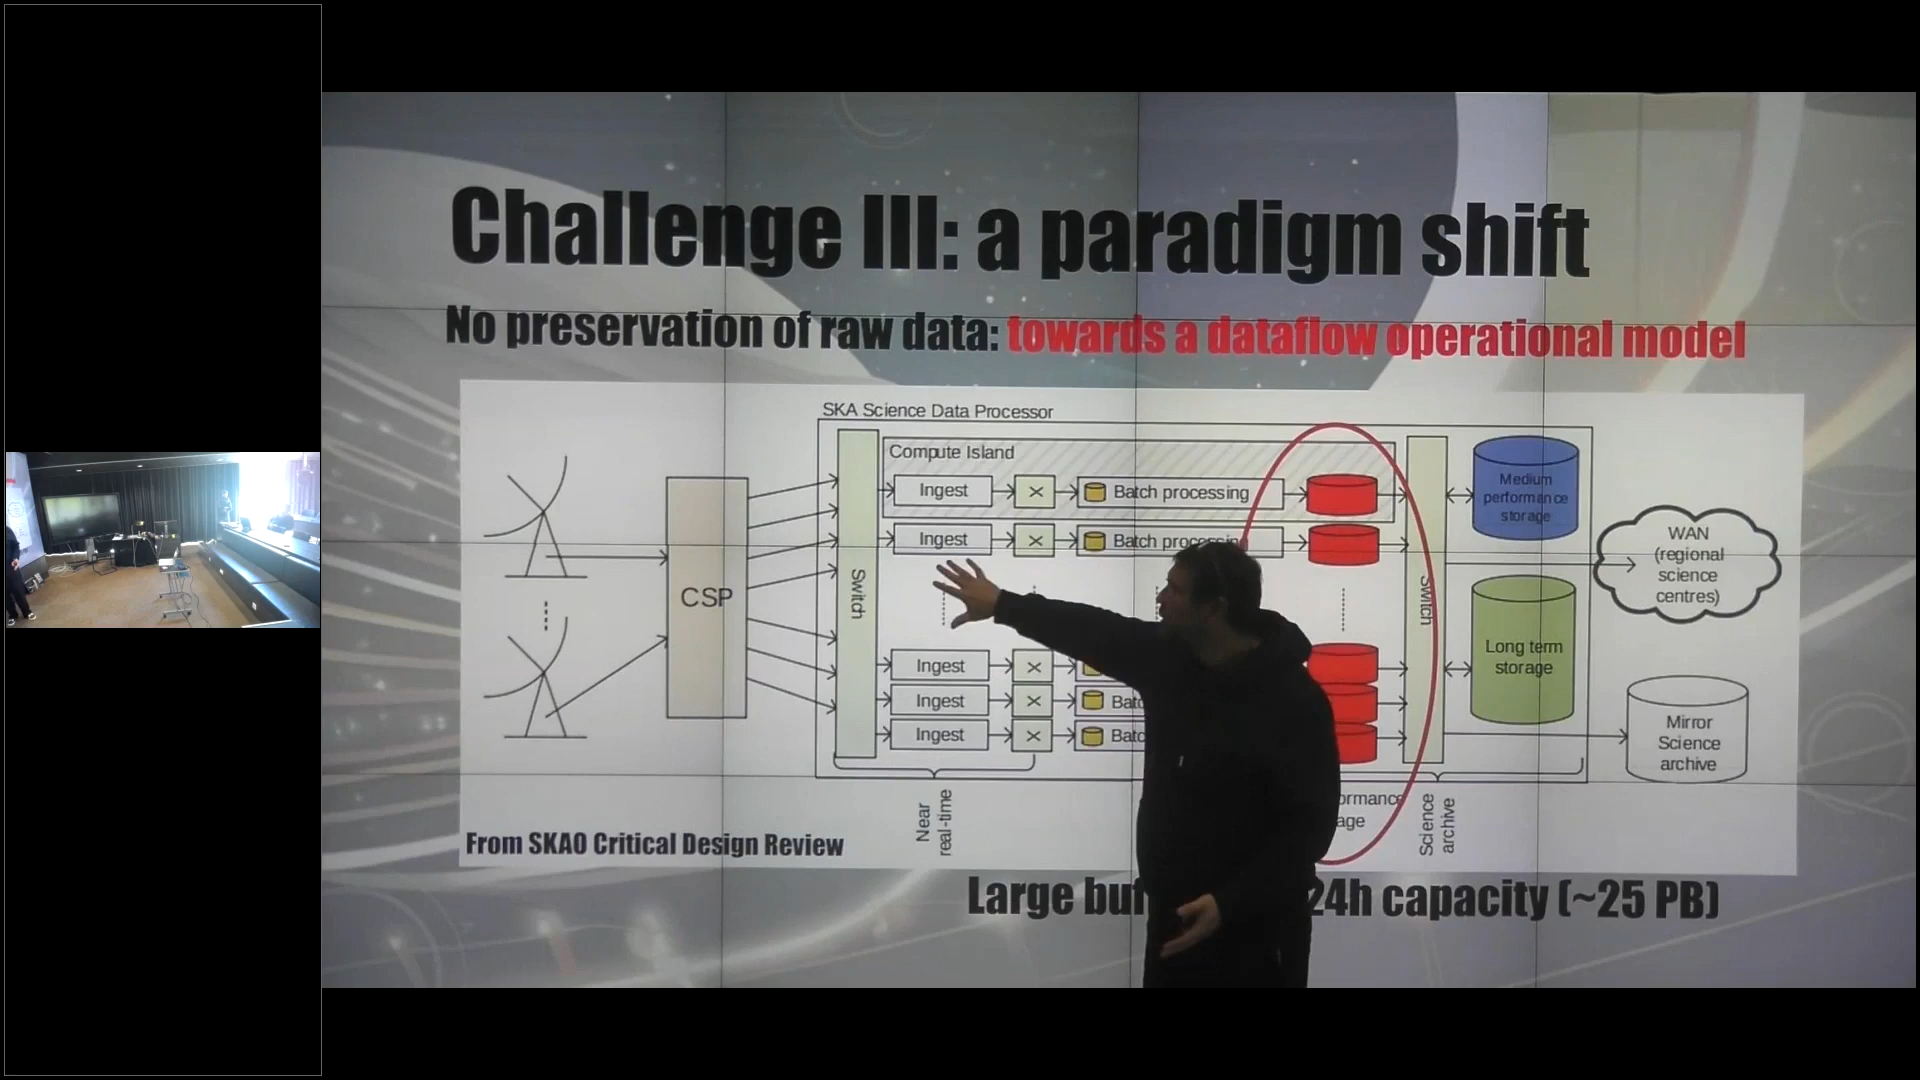 Challenge III: a paradigm shift
No preservation of raw data: towards a dataflow operational model
SKA Science Data Processor
Compute Island
Ingest
×
Batch processing
Ingest
×
Batch
Ingest
×
Ingest
×
Ingest
×
CSP
Switch
Switch
Medium
performance
storage
WAN
(regional
science
centres)
Long term
storage
Mirror
Science
archive
Near
real-time
Science
archive
From SKAO Critical Design Review
Large 24h capacity (~25 PB)